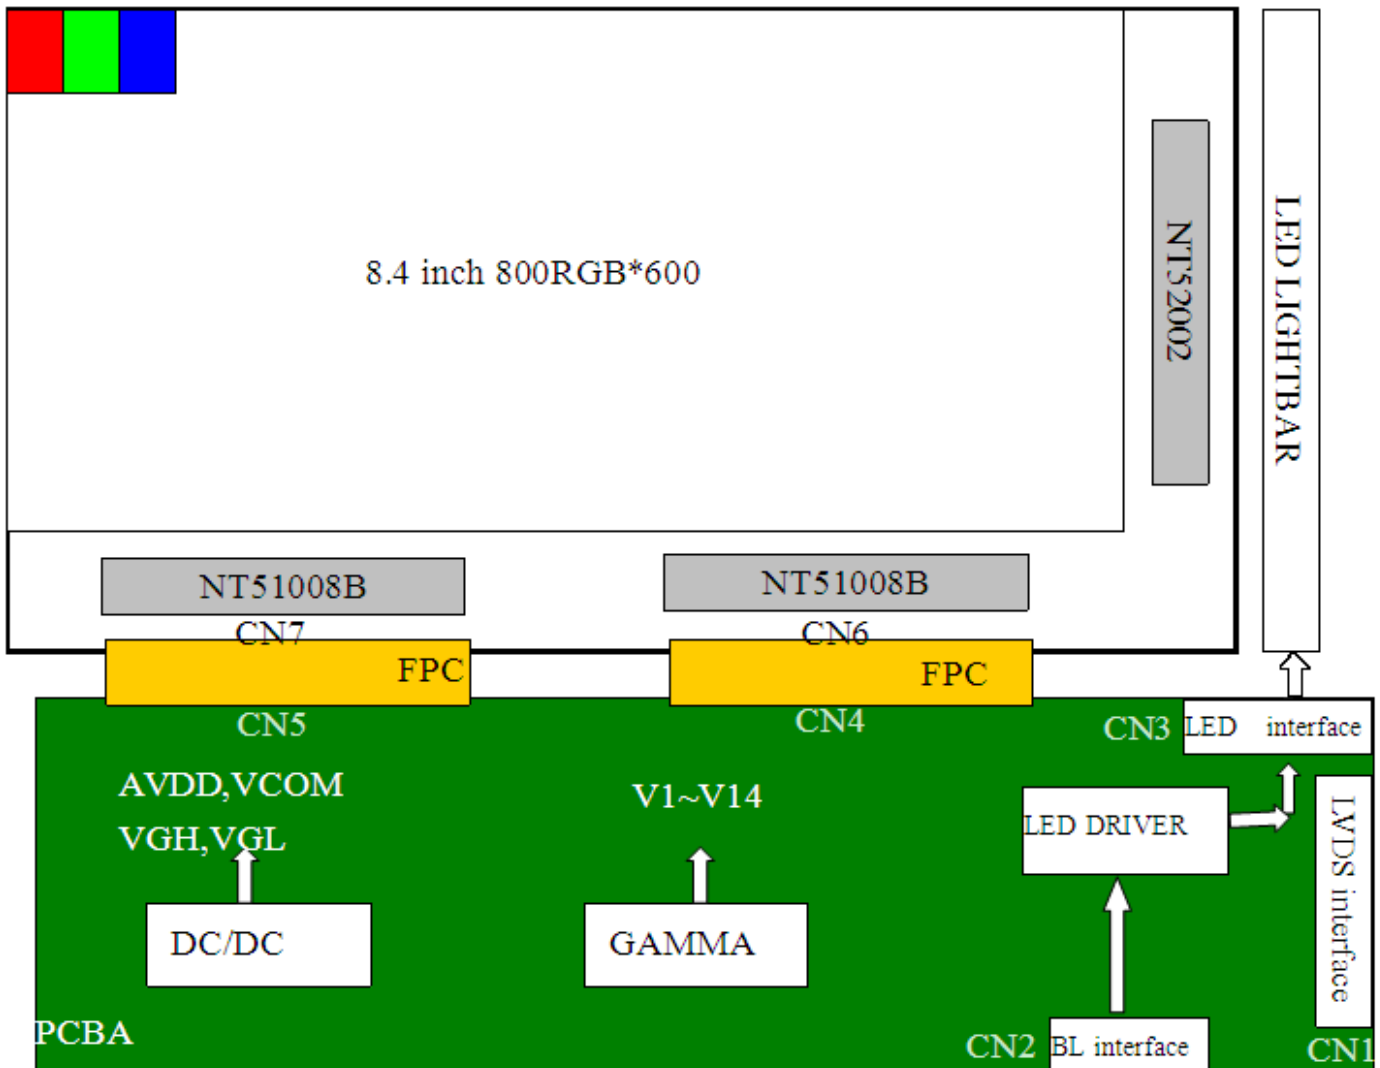 8.4 inch 800RGB*600
NT52002
LED LIGHTBAR
NT51008B
NT51008B
CN7
CN6
FPC
FPC
CN5
CN4
CN3
LED interface
AVDD,VCOM
VGH,VGL
V1~V14
LED DRIVER
LVDS interface
DC/DC
GAMMA
PCBA
CN2
BL interface
CN1